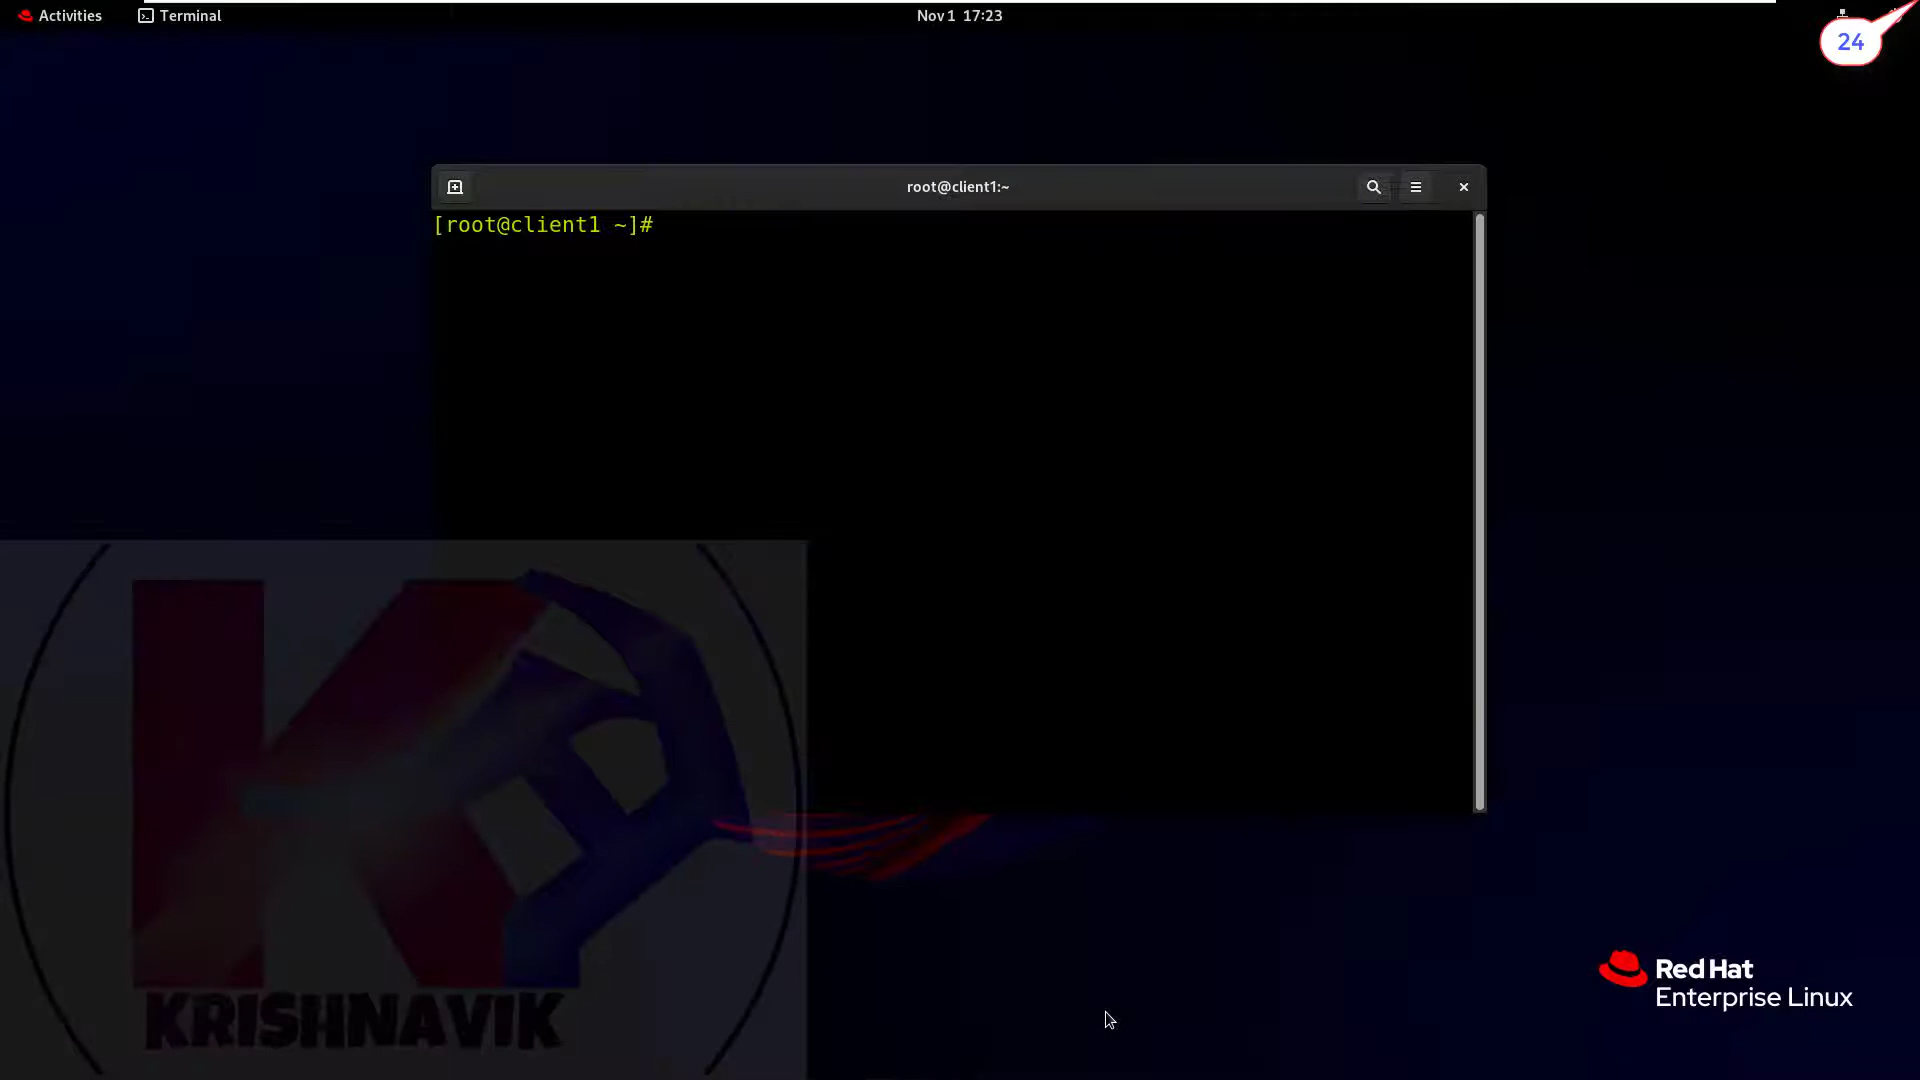 Activities
Terminal
Nov 1 17:23
24
root@client1:~
[root@client1 ~]#
KRISHNAVIK
Red Hat
Enterprise Linux